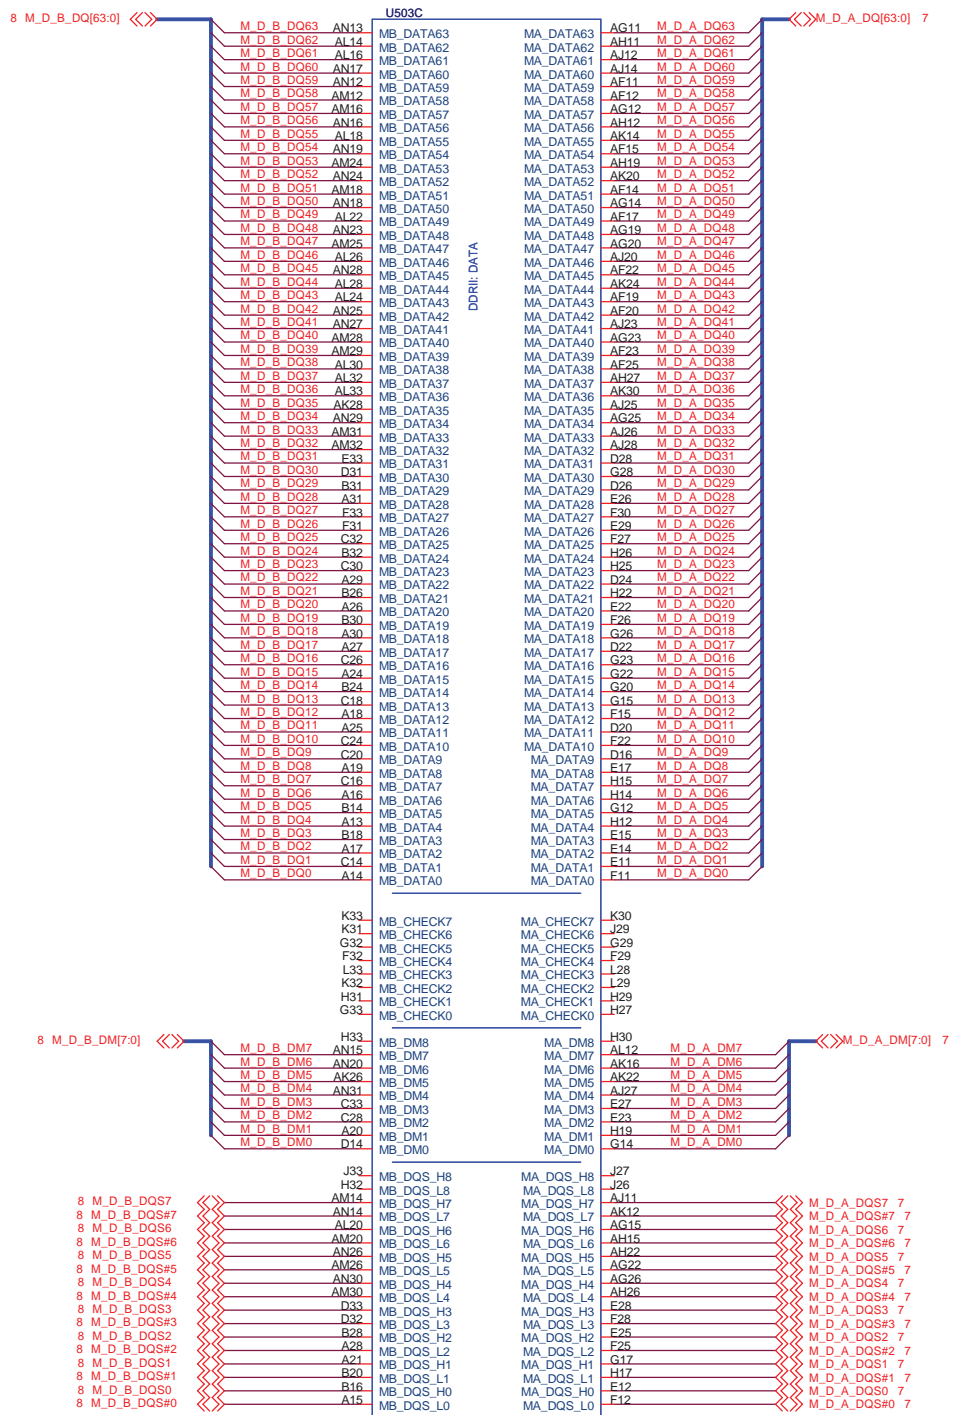 8 M_D_B_DQ[63:0] U503C M_D_A_DQ[63:0] 7
M_D_B_DQ63 AN13 MB_DATA63 MA_DATA63 AG11 M_D_A_DQ63
M_D_B_DQ62 AL14 MB_DATA62 MA_DATA62 AH11 M_D_A_DQ62
M_D_B_DQ61 AL16 MB_DATA61 MA_DATA61 AJ12 M_D_A_DQ61
M_D_B_DQ60 AN17 MB_DATA60 MA_DATA60 AJ14 M_D_A_DQ60
M_D_B_DQ59 AN12 MB_DATA59 MA_DATA59 AF11 M_D_A_DQ59
M_D_B_DQ58 AM12 MB_DATA58 MA_DATA58 AF12 M_D_A_DQ58
M_D_B_DQ57 AM16 MB_DATA57 MA_DATA57 AG12 M_D_A_DQ57
M_D_B_DQ56 AN16 MB_DATA56 MA_DATA56 AH12 M_D_A_DQ56
M_D_B_DQ55 AL18 MB_DATA55 MA_DATA55 AK14 M_D_A_DQ55
M_D_B_DQ54 AN19 MB_DATA54 MA_DATA54 AF15 M_D_A_DQ54
M_D_B_DQ53 AM24 MB_DATA53 MA_DATA53 AH19 M_D_A_DQ53
M_D_B_DQ52 AN24 MB_DATA52 MA_DATA52 AK20 M_D_A_DQ52
M_D_B_DQ51 AM18 MB_DATA51 MA_DATA51 AF14 M_D_A_DQ51
M_D_B_DQ50 AN18 MB_DATA50 MA_DATA50 AG14 M_D_A_DQ50
M_D_B_DQ49 AL22 MB_DATA49 MA_DATA49 AF17 M_D_A_DQ49
M_D_B_DQ48 AN23 MB_DATA48 MA_DATA48 AG19 M_D_A_DQ48
M_D_B_DQ47 AM25 MB_DATA47 MA_DATA47 AG20 M_D_A_DQ47
DDRII: DATA
M_D_B_DQ46 AL26 MB_DATA46 MA_DATA46 AJ20 M_D_A_DQ46
M_D_B_DQ45 AN28 MB_DATA45 MA_DATA45 AF22 M_D_A_DQ45
M_D_B_DQ44 AL28 MB_DATA44 MA_DATA44 AK24 M_D_A_DQ44
M_D_B_DQ43 AL24 MB_DATA43 MA_DATA43 AF19 M_D_A_DQ43
M_D_B_DQ42 AN25 MB_DATA42 MA_DATA42 AF20 M_D_A_DQ42
M_D_B_DQ41 AN27 MB_DATA41 MA_DATA41 AJ23 M_D_A_DQ41
M_D_B_DQ40 AM28 MB_DATA40 MA_DATA40 AG23 M_D_A_DQ40
M_D_B_DQ39 AM29 MB_DATA39 MA_DATA39 AF23 M_D_A_DQ39
M_D_B_DQ38 AL30 MB_DATA38 MA_DATA38 AF25 M_D_A_DQ38
M_D_B_DQ37 AL32 MB_DATA37 MA_DATA37 AH27 M_D_A_DQ37
M_D_B_DQ36 AL33 MB_DATA36 MA_DATA36 AK30 M_D_A_DQ36
M_D_B_DQ35 AK28 MB_DATA35 MA_DATA35 AJ25 M_D_A_DQ35
M_D_B_DQ34 AN29 MB_DATA34 MA_DATA34 AG25 M_D_A_DQ34
M_D_B_DQ33 AM31 MB_DATA33 MA_DATA33 AJ26 M_D_A_DQ33
M_D_B_DQ32 AM32 MB_DATA32 MA_DATA32 AJ28 M_D_A_DQ32
M_D_B_DQ31 E33 MB_DATA31 MA_DATA31 D28 M_D_A_DQ31
M_D_B_DQ30 D31 MB_DATA30 MA_DATA30 G28 M_D_A_DQ30
M_D_B_DQ29 B31 MB_DATA29 MA_DATA29 D26 M_D_A_DQ29
M_D_B_DQ28 A31 MB_DATA28 MA_DATA28 E26 M_D_A_DQ28
M_D_B_DQ27 F33 MB_DATA27 MA_DATA27 F30 M_D_A_DQ27
M_D_B_DQ26 F31 MB_DATA26 MA_DATA26 E29 M_D_A_DQ26
M_D_B_DQ25 C32 MB_DATA25 MA_DATA25 F27 M_D_A_DQ25
M_D_B_DQ24 B32 MB_DATA24 MA_DATA24 H26 M_D_A_DQ24
M_D_B_DQ23 C30 MB_DATA23 MA_DATA23 H25 M_D_A_DQ23
M_D_B_DQ22 A29 MB_DATA22 MA_DATA22 D24 M_D_A_DQ22
M_D_B_DQ21 B26 MB_DATA21 MA_DATA21 H22 M_D_A_DQ21
M_D_B_DQ20 A26 MB_DATA20 MA_DATA20 E22 M_D_A_DQ20
M_D_B_DQ19 B30 MB_DATA19 MA_DATA19 F26 M_D_A_DQ19
M_D_B_DQ18 A30 MB_DATA18 MA_DATA18 G26 M_D_A_DQ18
M_D_B_DQ17 A27 MB_DATA17 MA_DATA17 D22 M_D_A_DQ17
M_D_B_DQ16 C26 MB_DATA16 MA_DATA16 G23 M_D_A_DQ16
M_D_B_DQ15 A24 MB_DATA15 MA_DATA15 G22 M_D_A_DQ15
M_D_B_DQ14 B24 MB_DATA14 MA_DATA14 G20 M_D_A_DQ14
M_D_B_DQ13 C18 MB_DATA13 MA_DATA13 G15 M_D_A_DQ13
M_D_B_DQ12 A18 MB_DATA12 MA_DATA12 F15 M_D_A_DQ12
M_D_B_DQ11 A25 MB_DATA11 MA_DATA11 D20 M_D_A_DQ11
M_D_B_DQ10 C24 MB_DATA10 MA_DATA10 F22 M_D_A_DQ10
M_D_B_DQ9 C20 MB_DATA9 MA_DATA9 D16 M_D_A_DQ9
M_D_B_DQ8 A19 MB_DATA8 MA_DATA8 E17 M_D_A_DQ8
M_D_B_DQ7 C16 MB_DATA7 MA_DATA7 H15 M_D_A_DQ7
M_D_B_DQ6 A16 MB_DATA6 MA_DATA6 H14 M_D_A_DQ6
M_D_B_DQ5 B14 MB_DATA5 MA_DATA5 G12 M_D_A_DQ5
M_D_B_DQ4 A13 MB_DATA4 MA_DATA4 H12 M_D_A_DQ4
M_D_B_DQ3 B18 MB_DATA3 MA_DATA3 E15 M_D_A_DQ3
M_D_B_DQ2 A17 MB_DATA2 MA_DATA2 E14 M_D_A_DQ2
M_D_B_DQ1 C14 MB_DATA1 MA_DATA1 E11 M_D_A_DQ1
M_D_B_DQ0 A14 MB_DATA0 MA_DATA0 F11 M_D_A_DQ0
K33 MB_CHECK7 MA_CHECK7 K30
K31 MB_CHECK6 MA_CHECK6 J29
G32 MB_CHECK5 MA_CHECK5 G29
F32 MB_CHECK4 MA_CHECK4 F29
L33 MB_CHECK3 MA_CHECK3 L28
K32 MB_CHECK2 MA_CHECK2 L29
H31 MB_CHECK1 MA_CHECK1 H29
G33 MB_CHECK0 MA_CHECK0 H27
8 M_D_B_DM[7:0] H33 MB_DM8 MA_DM8 H30 M_D_A_DM[7:0] 7
M_D_B_DM7 AN15 MB_DM7 MA_DM7 AL12 M_D_A_DM7
M_D_B_DM6 AN20 MB_DM6 MA_DM6 AK16 M_D_A_DM6
M_D_B_DM5 AK26 MB_DM5 MA_DM5 AK22 M_D_A_DM5
M_D_B_DM4 AN31 MB_DM4 MA_DM4 AJ27 M_D_A_DM4
M_D_B_DM3 C33 MB_DM3 MA_DM3 E27 M_D_A_DM3
M_D_B_DM2 C28 MB_DM2 MA_DM2 E23 M_D_A_DM2
M_D_B_DM1 A20 MB_DM1 MA_DM1 H19 M_D_A_DM1
M_D_B_DM0 D14 MB_DM0 MA_DM0 G14 M_D_A_DM0
J33 MB_DQS_H8 MA_DQS_H8 J27
H32 MB_DQS_L8 MA_DQS_L8 J26
8 M_D_B_DQS7 AM14 MB_DQS_H7 MA_DQS_H7 AJ11 M_D_A_DQS7 7
8 M_D_B_DQS#7 AN14 MB_DQS_L7 MA_DQS_L7 AK12 M_D_A_DQS#7 7
8 M_D_B_DQS6 AL20 MB_DQS_H6 MA_DQS_H6 AG15 M_D_A_DQS6 7
8 M_D_B_DQS#6 AM20 MB_DQS_L6 MA_DQS_L6 AH15 M_D_A_DQS#6 7
8 M_D_B_DQS5 AN26 MB_DQS_H5 MA_DQS_H5 AH22 M_D_A_DQS5 7
8 M_D_B_DQS#5 AM26 MB_DQS_L5 MA_DQS_L5 AG22 M_D_A_DQS#5 7
8 M_D_B_DQS4 AN30 MB_DQS_H4 MA_DQS_H4 AG26 M_D_A_DQS4 7
8 M_D_B_DQS#4 AM30 MB_DQS_L4 MA_DQS_L4 AH26 M_D_A_DQS#4 7
8 M_D_B_DQS3 D33 MB_DQS_H3 MA_DQS_H3 E28 M_D_A_DQS3 7
8 M_D_B_DQS#3 D32 MB_DQS_L3 MA_DQS_L3 F28 M_D_A_DQS#3 7
8 M_D_B_DQS2 B28 MB_DQS_H2 MA_DQS_H2 E25 M_D_A_DQS2 7
8 M_D_B_DQS#2 A28 MB_DQS_L2 MA_DQS_L2 F25 M_D_A_DQS#2 7
8 M_D_B_DQS1 A21 MB_DQS_H1 MA_DQS_H1 G17 M_D_A_DQS1 7
8 M_D_B_DQS#1 B20 MB_DQS_L1 MA_DQS_L1 H17 M_D_A_DQS#1 7
8 M_D_B_DQS0 B16 MB_DQS_H0 MA_DQS_H0 E12 M_D_A_DQS0 7
8 M_D_B_DQS#0 A15 MB_DQS_L0 MA_DQS_L0 F12 M_D_A_DQS#0 7